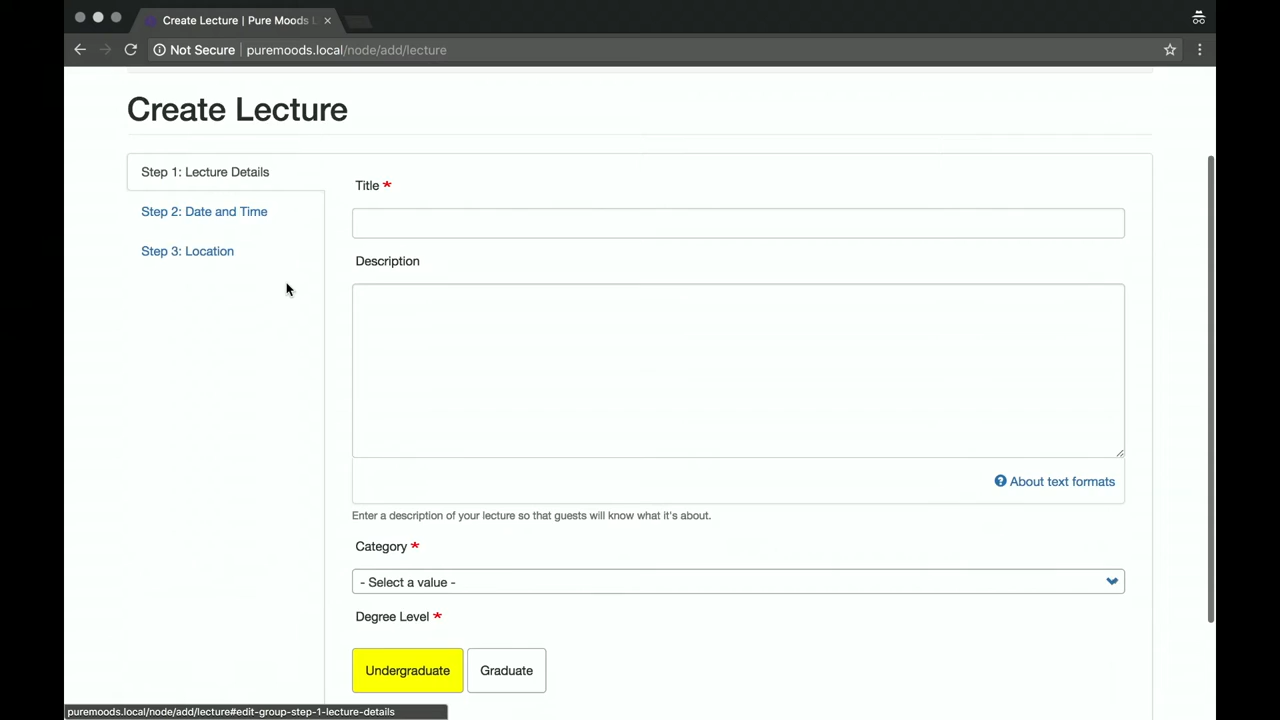 Create Lecture | Pure Moods L
Not Secure | puremoods.local/node/add/lecture
Create Lecture
Step 1: Lecture Details
Step 2: Date and Time
Step 3: Location
Title *
Description
About text formats
Enter a description of your lecture so that guests will know what it's about.
Category *
- Select a value -
Degree Level *
Undergraduate
Graduate
puremoods.local/node/add/lecture#edit-group-step-1-lecture-details